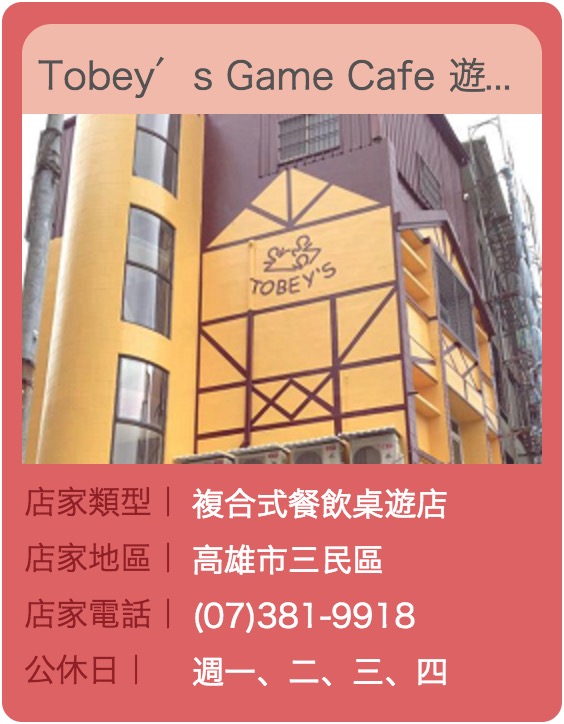 Tobey′s Game Cafe 遊...
TOBEY'S
店家類型｜ 複合式餐飲桌遊店
店家地區｜ 高雄市三民區
店家電話｜ (07)381-9918
公休日｜ 週一、二、三、四